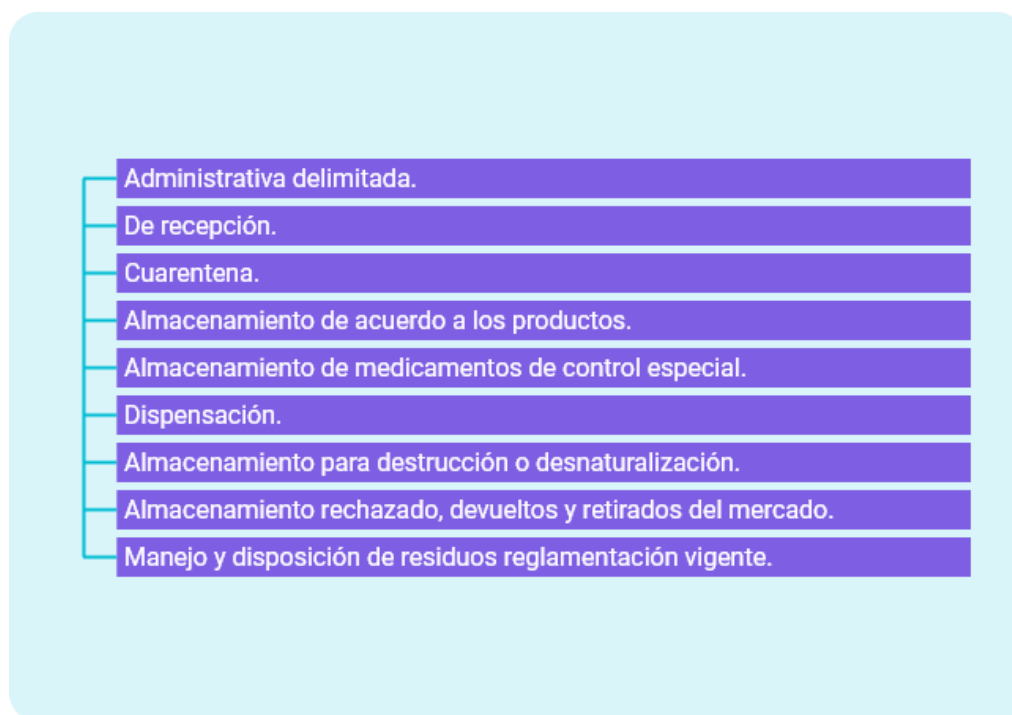 Administrativa delimitada.
De recepción.
Cuarentena.
Almacenamiento de acuerdo a los productos.
Almacenamiento de medicamentos de control especial.
Dispensación.
Almacenamiento para destrucción o desnaturalización.
Almacenamiento rechazado, devueltos y retirados del mercado.
Manejo y disposición de residuos reglamentación vigente.